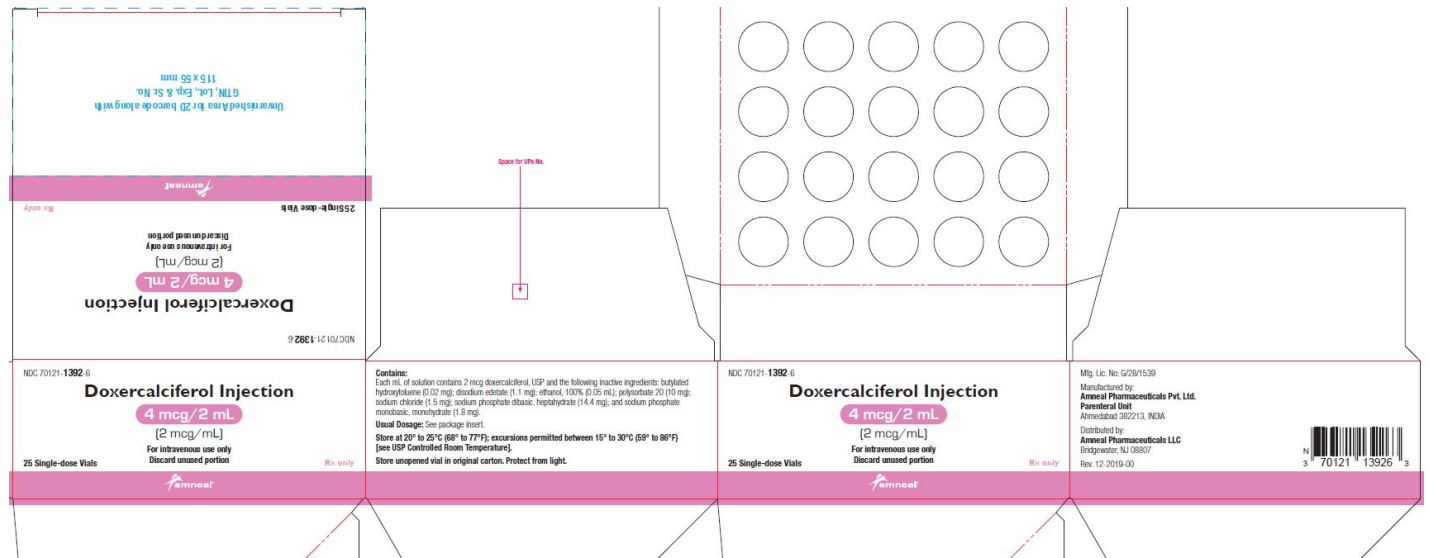 Unvarnished Area for 2D barcode along with
GTIN, Lot, Exp. & Sr. No.
115 x 55 mm
amneal
25 Single-dose Vials
Rx only
For intravenous use only
Discard unused portion
(2 mcg/mL)
4 mcg/2 mL
Doxercalciferol Injection
NDC70121-1392-6
Space for UPs No.
NDC 70121-1392-6
Doxercalciferol Injection
4 mcg/2 mL
(2 mcg/mL)
For intravenous use only
Discard unused portion
25 Single-dose Vials
Rx only
amneal
Contains:
Each mL of solution contains 2 mcg doxercalciferol, USP and the following inactive ingredients: butylated
hydroxytoluene (0.02 mg); disodium edetate (1.1 mg); ethanol, 100% (0.05 mL); polysorbate 20 (10 mg);
sodium chloride (1.5 mg); sodium phosphate dibasic, heptahydrate (14.4 mg); and sodium phosphate
monobasic, monohydrate (1.8 mg).
Usual Dosage: See package insert.
Store at 20° to 25°C (68° to 77°F); excursions permitted between 15° to 30°C (59° to 86°F)
[see USP Controlled Room Temperature].
Store unopened vial in original carton. Protect from light.
NDC 70121-1392-6
Doxercalciferol Injection
4 mcg/2 mL
(2 mcg/mL)
For intravenous use only
Discard unused portion
25 Single-dose Vials
Rx only
amneal
Mfg. Lic. No: G/28/1539
Manufactured by:
Amneal Pharmaceuticals Pvt. Ltd.
Parenteral Unit
Ahmedabad 382213, INDIA
Distributed by:
Amneal Pharmaceuticals LLC
Bridgewater, NJ 08807
Rev. 12-2019-00
N
3 70121 13926 3